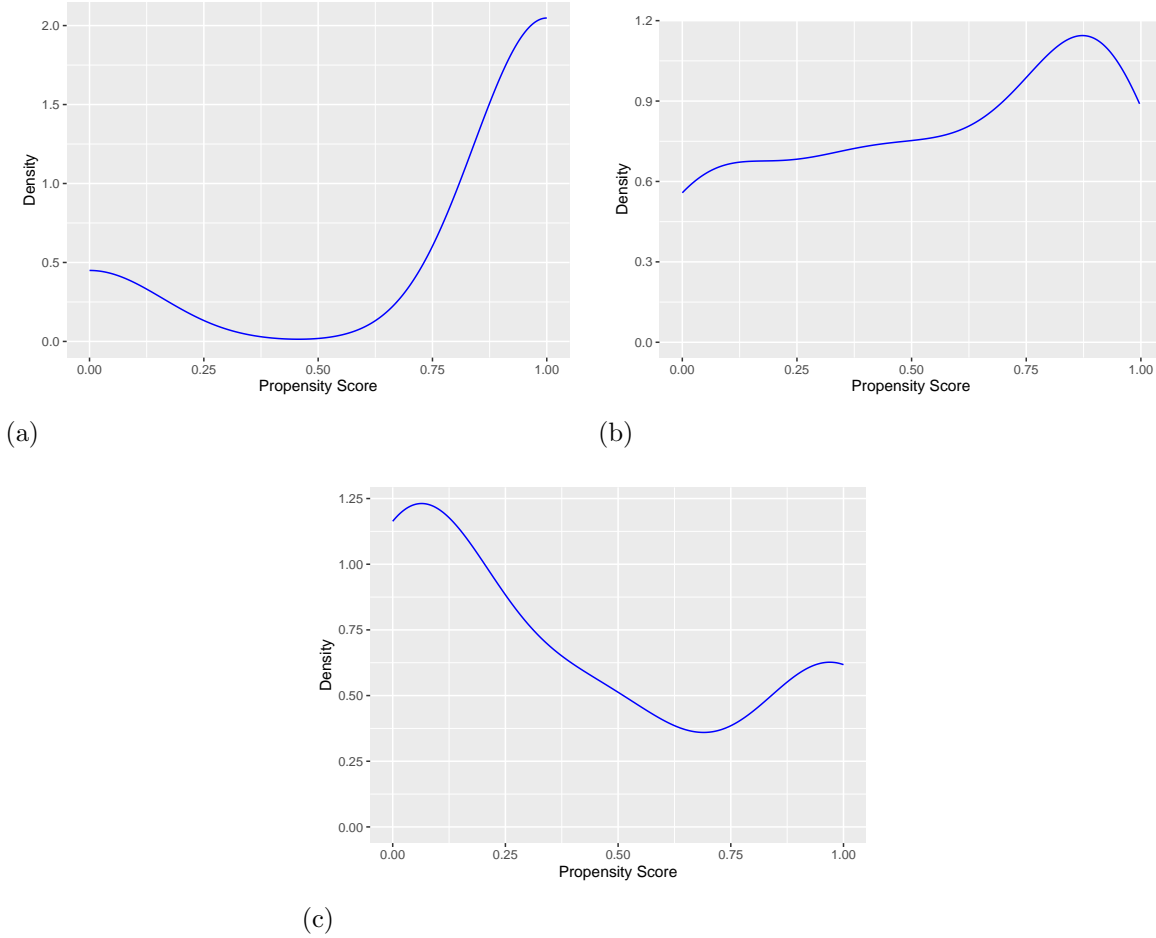 2.0
1.5
1.0
0.5
0.0
Density
0.00 0.25 0.50 0.75 1.00
Propensity Score
(a)
1.2
0.9
0.6
0.3
0.0
Density
0.00 0.25 0.50 0.75 1.00
Propensity Score
(b)
1.25
1.00
0.75
0.50
0.25
0.00
Density
0.00 0.25 0.50 0.75 1.00
Propensity Score
(c)